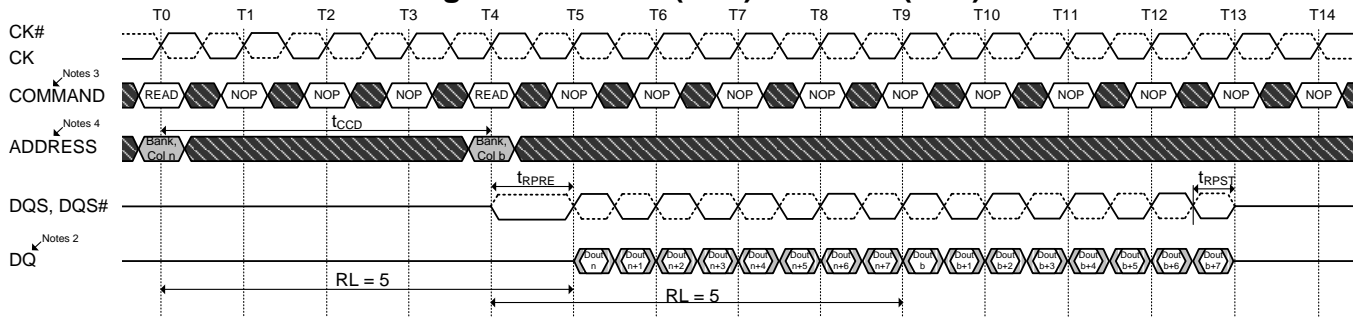 T0 T1 T2 T3 T4 T5 T6 T7 T8 T9 T10 T11 T12 T13 T14
CK#
CK
Notes 3
COMMAND READ NOP NOP NOP READ NOP NOP NOP NOP NOP NOP NOP NOP NOP NOP
tCCD
Notes 4
ADDRESS
Bank, Col n
Bank, Col b
tRPRE
tRPST
DQS, DQS#
Notes 2
DQ
Dout n
Dout n+1
Dout n+2
Dout n+3
Dout n+4
Dout n+5
Dout n+6
Dout n+7
Dout b
Dout b+1
Dout b+2
Dout b+3
Dout b+4
Dout b+5
Dout b+6
Dout b+7
RL = 5
RL = 5